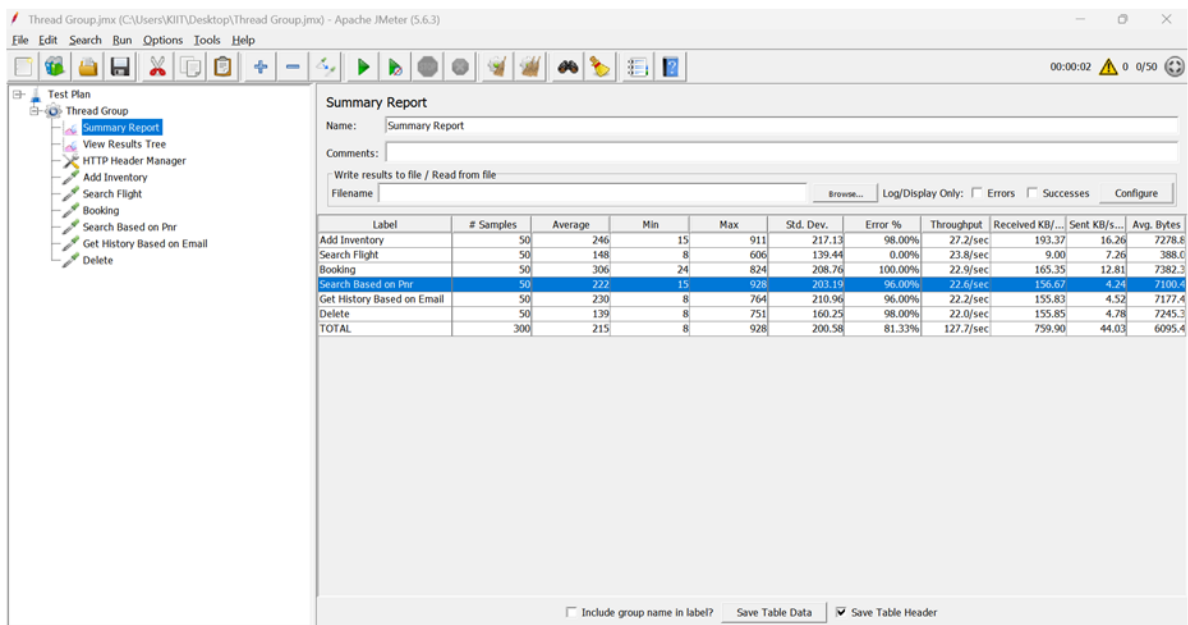 Thread Group.jmx (C:\Users\KIIT\Desktop\Thread Group.jmx) - Apache JMeter (5.6.3)
File Edit Search Run Options Tools Help
00:00:02 0 0/50
Test Plan
Thread Group
Summary Report
View Results Tree
HTTP Header Manager
Add Inventory
Search Flight
Booking
Search Based on Pnr
Get History Based on Email
Delete
Summary Report
Name: Summary Report
Comments:
Write results to file / Read from file
Filename Browse... Log/Display Only: Errors Successes Configure
Label # Samples Average Min Max Std. Dev. Error % Throughput Received KB/... Sent KB/s... Avg. Bytes
Add Inventory 50 246 15 911 217.13 98.00% 27.2/sec 193.37 16.26 7278.8
Search Flight 50 148 8 606 139.44 0.00% 23.8/sec 9.00 7.26 388.0
Booking 50 306 24 824 208.76 100.00% 22.9/sec 165.35 12.81 7382.3
Search Based on Pnr 50 222 15 928 203.19 96.00% 22.6/sec 156.67 4.24 7100.4
Get History Based on Email 50 230 8 764 210.96 96.00% 22.2/sec 155.83 4.52 7177.4
Delete 50 139 8 751 160.25 98.00% 22.0/sec 155.85 4.78 7245.3
TOTAL 300 215 8 928 200.58 81.33% 127.7/sec 759.90 44.03 6095.4
Include group name in label? Save Table Data Save Table Header